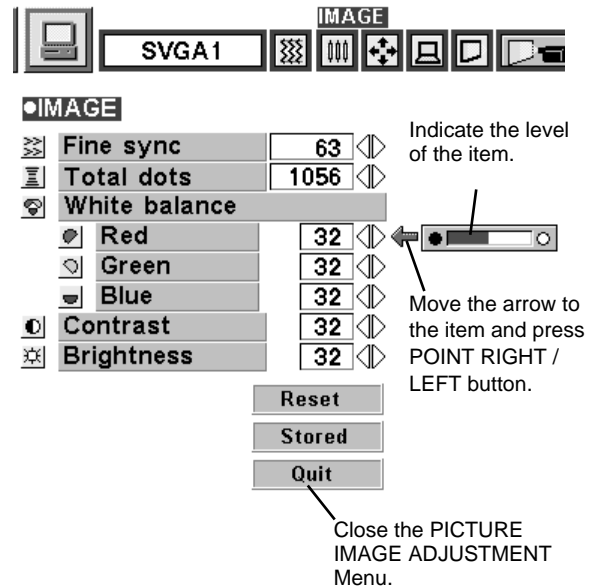 IMAGE
SVGA1
●IMAGE
Fine sync 63
Total dots 1056
White balance
Red 32
Green 32
Blue 32
Contrast 32
Brightness 32
Reset
Stored
Quit
Indicate the level
of the item.
Move the arrow to
the item and press
POINT RIGHT /
LEFT button.
Close the PICTURE
IMAGE ADJUSTMENT
Menu.